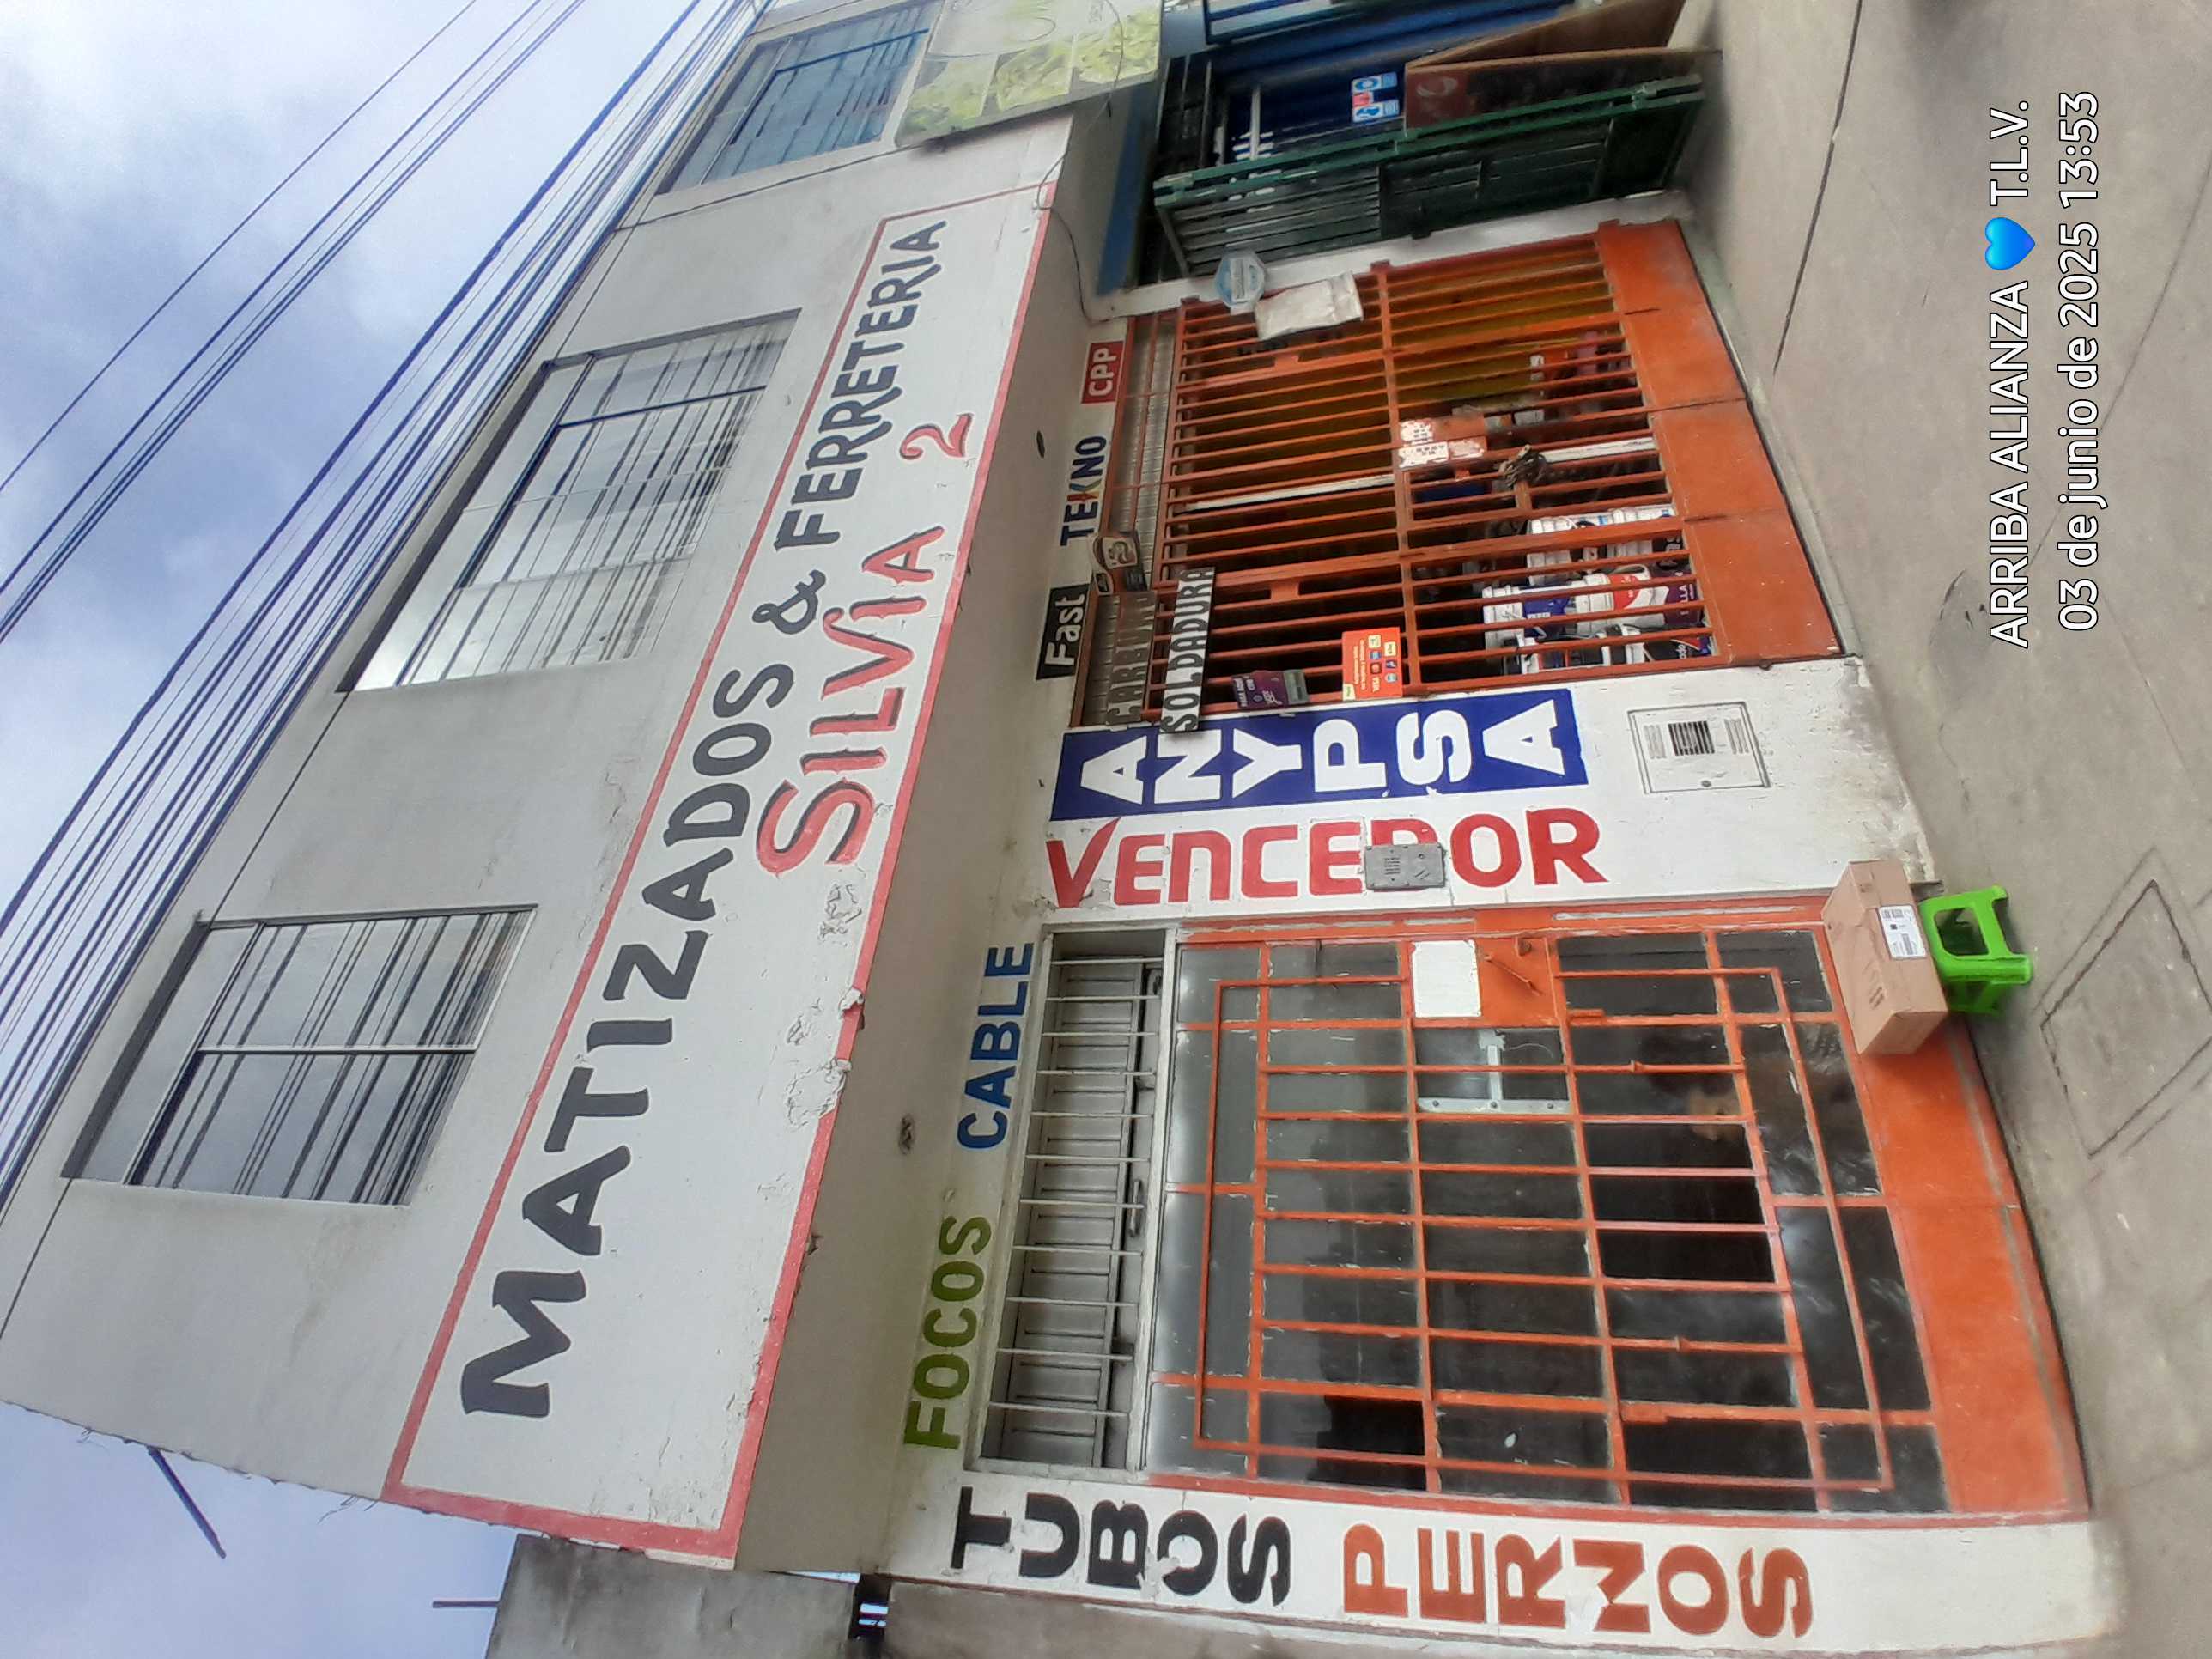 MATIZADOS & FERRETERIA
SILVIA 2
FOCOS CABLE
Fast TEKNO CPP
CARBURO
SOLDADURA
TUBOS
PERNOS
VENCEDOR
ANYPSA
ARRIBA ALIANZA 💙 T.L.V.
03 de junio de 2025 13:53